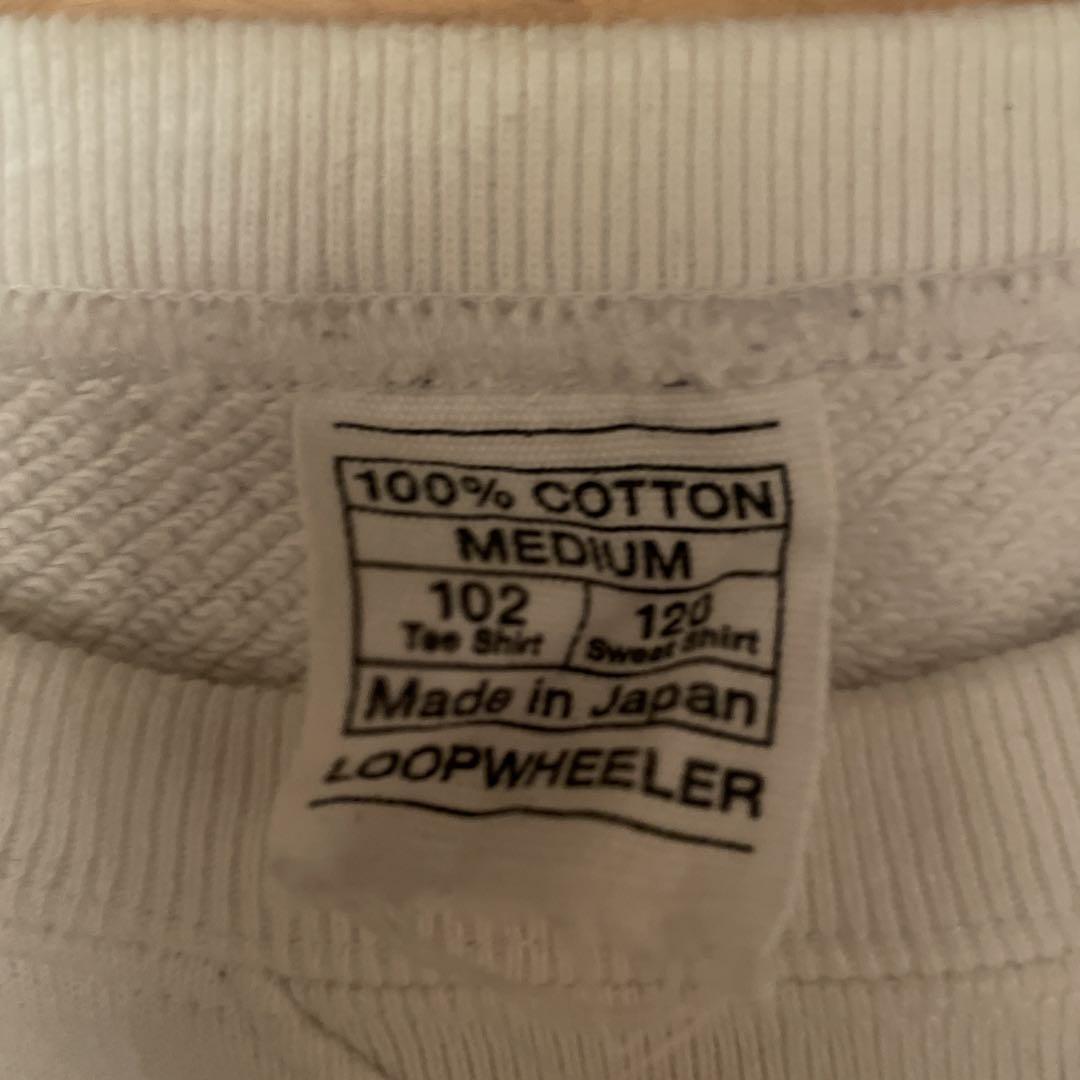 100% COTTON
MEDIUM
102 120
Tee Shirt Sweat Shirt
Made in Japan
LOOPWHEELER